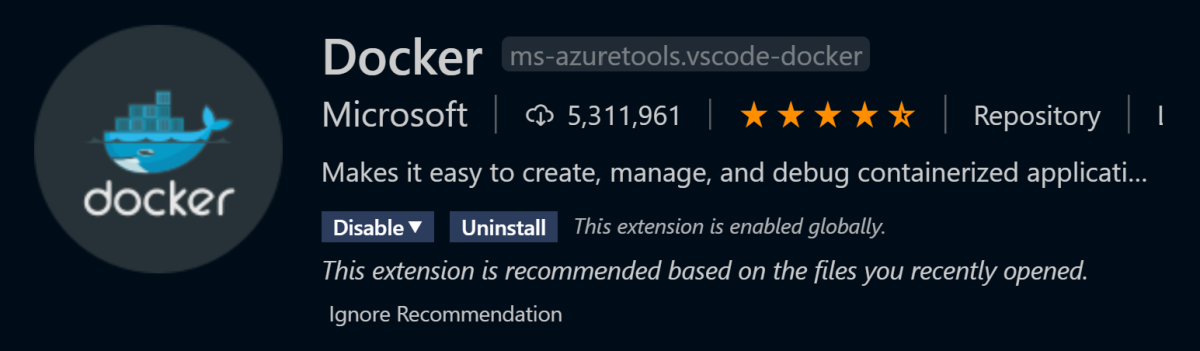 Docker ms-azuretools.vscode-docker
Microsoft | 5,311,961 | Repository |
Makes it easy to create, manage, and debug containerized applicati...
docker
Disable Uninstall This extension is enabled globally.
This extension is recommended based on the files you recently opened.
Ignore Recommendation